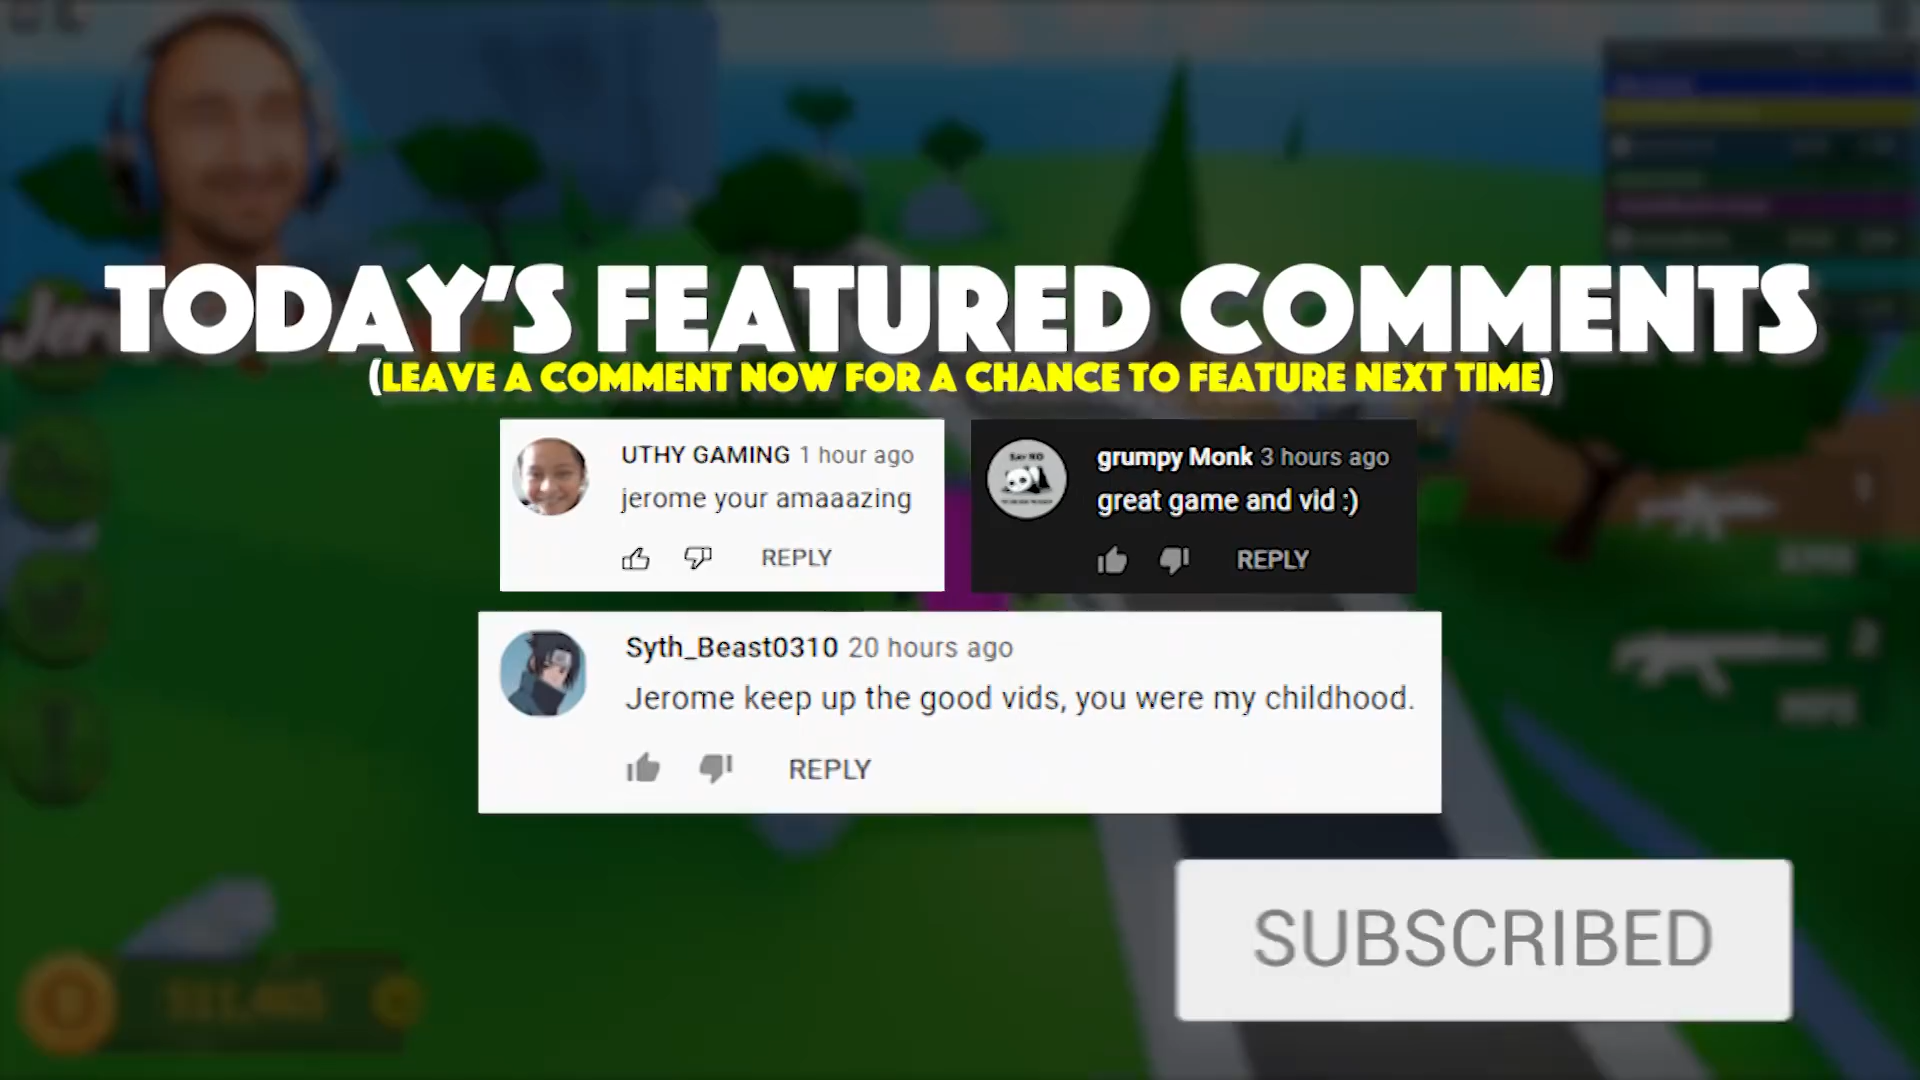 TODAY'S FEATURED COMMENTS
(LEAVE A COMMENT NOW FOR A CHANCE TO FEATURE NEXT TIME)
UTHY GAMING 1 hour ago
jerome your amaaazing
REPLY
grumpy Monk 3 hours ago
great game and vid :)
REPLY
Syth_Beast0310 20 hours ago
Jerome keep up the good vids, you were my childhood.
REPLY
SUBSCRIBED